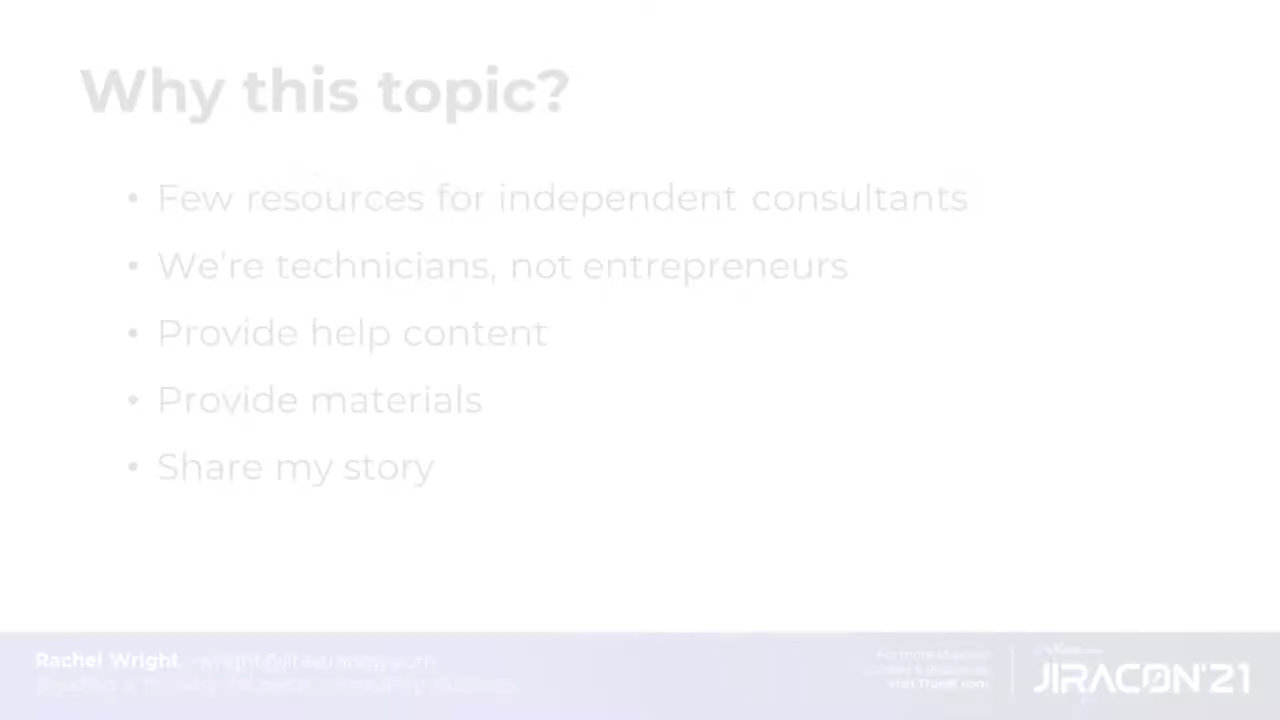 Why this topic?
• Few resources for independent consultants
• We're technicians, not entrepreneurs
• Provide help content
• Provide materials
• Share my story
Rachel Wright
JIRACON'21